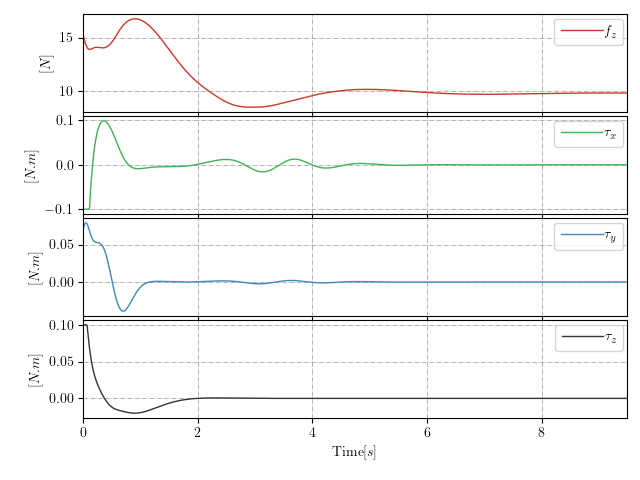 15
10
[N]
f_z
0.1
0.0
−0.1
[N.m]
τ_x
0.05
0.00
[N.m]
τ_y
0.10
0.05
0.00
[N.m]
τ_z
0 2 4 6 8
Time[s]